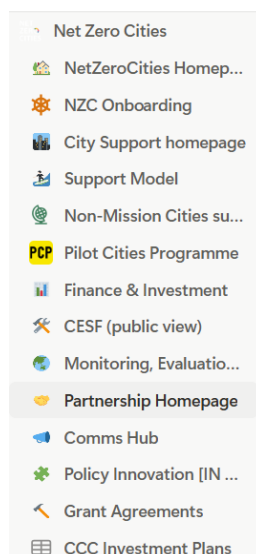 Net Zero Cities
NetZeroCities Homep...
NZC Onboarding
City Support homepage
Support Model
Non-Mission Cities su...
PCP Pilot Cities Programme
Finance & Investment
CESF (public view)
Monitoring, Evaluatio...
Partnership Homepage
Comms Hub
Policy Innovation [IN ...
Grant Agreements
CCC Investment Plans